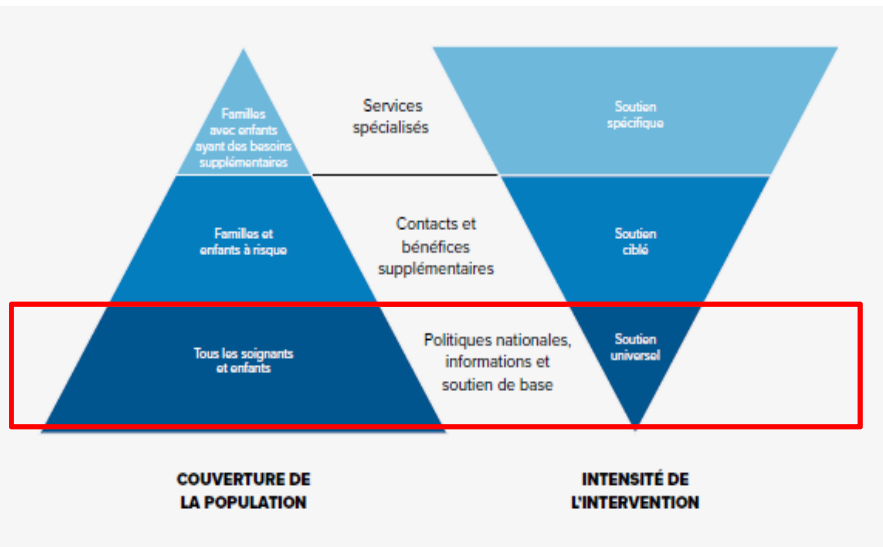 Familles
avec enfants
ayant des besoins
supplémentaires
Services
spécialisés
Soutien
spécifique
Familles et
enfants à risque
Contacts et
bénéfices
supplémentaires
Soutien
ciblé
Tous les soignants
et enfants
Politiques nationales,
informations et
soutien de base
Soutien
universel
COUVERTURE DE
LA POPULATION
INTENSITÉ DE
L'INTERVENTION